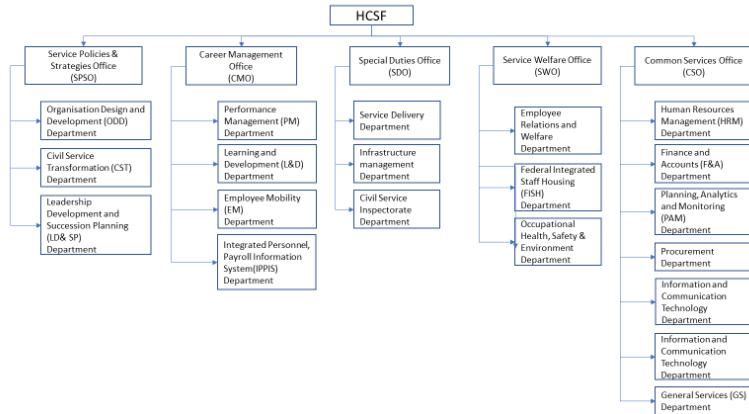 HCSF
Service Policies &
Strategies Office
(SPSO)
Organisation Design and
Development (ODD)
Department
Civil Service
Transformation (CST)
Department
Leadership
Development and
Succession Planning
(LD& SP)
Department
Career Management
Office
(CMO)
Performance
Management (PM)
Department
Learning and
Development (L&D)
Department
Employee Mobility
(EM)
Department
Integrated Personnel,
Payroll Information
System(IPPIS)
Department
Special Duties Office
(SDO)
Service Delivery
Department
Infrastructure
management
Department
Civil Service
Inspectorate
Department
Service Welfare Office
(SWO)
Employee
Relations and
Welfare
Department
Federal Integrated
Staff Housing
(FISH)
Department
Occupational
Health, Safety &
Environment
Department
Common Services Office
(CSO)
Human Resources
Management (HRM)
Department
Finance and
Accounts (F&A)
Department
Planning, Analytics
and Monitoring
(PAM)
Department
Procurement
Department
Information and
Communication
Technology
Department
Information and
Communication
Technology
Department
General Services (GS)
Department